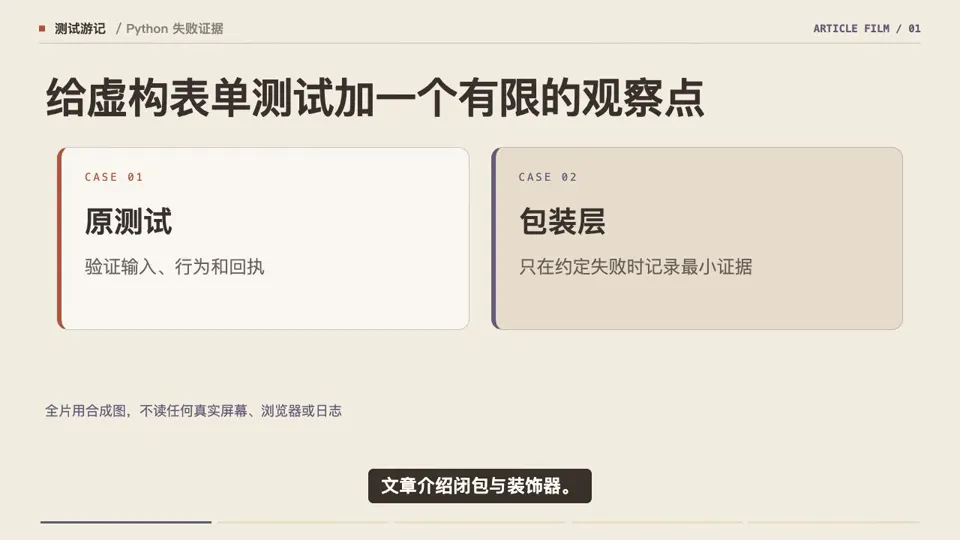 测试游记 / Python 失败证据
ARTICLE FILM / 01
给虚构表单测试加一个有限的观察点
CASE 01
原测试
验证输入、行为和回执
CASE 02
包装层
只在约定失败时记录最小证据
全片用合成图，不读任何真实屏幕、浏览器或日志
文章介绍闭包与装饰器。